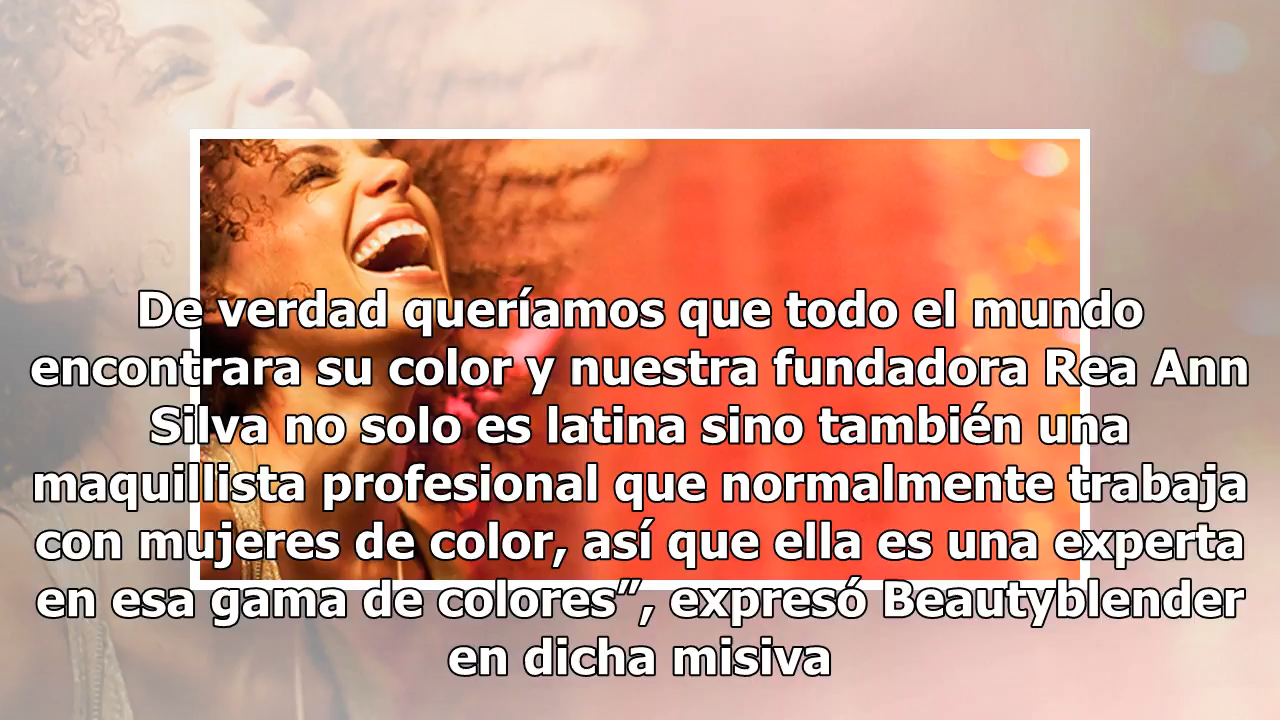 De verdad queríamos que todo el mundo
encontrara su color y nuestra fundadora Rea Ann
Silva no solo es latina sino también una
maquillista profesional que normalmente trabaja
con mujeres de color, así que ella es una experta
en esa gama de colores”, expresó Beautyblender
en dicha misiva